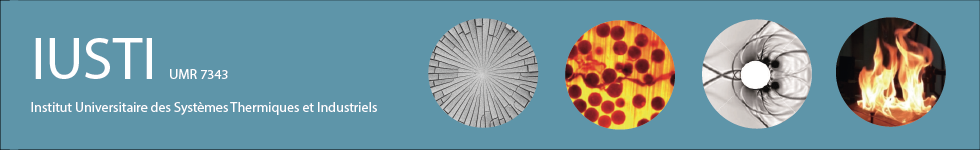 IUSTI UMR 7343
Institut Universitaire des Systèmes Thermiques et Industriels